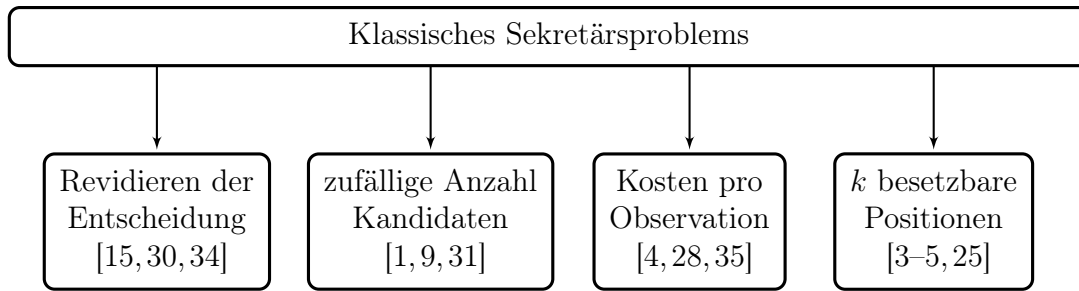 Klassisches Sekretärsproblems
Revidieren der
Entscheidung
[15, 30, 34]
zufällige Anzahl
Kandidaten
[1, 9, 31]
Kosten pro
Observation
[4, 28, 35]
k besetzbare
Positionen
[3–5, 25]